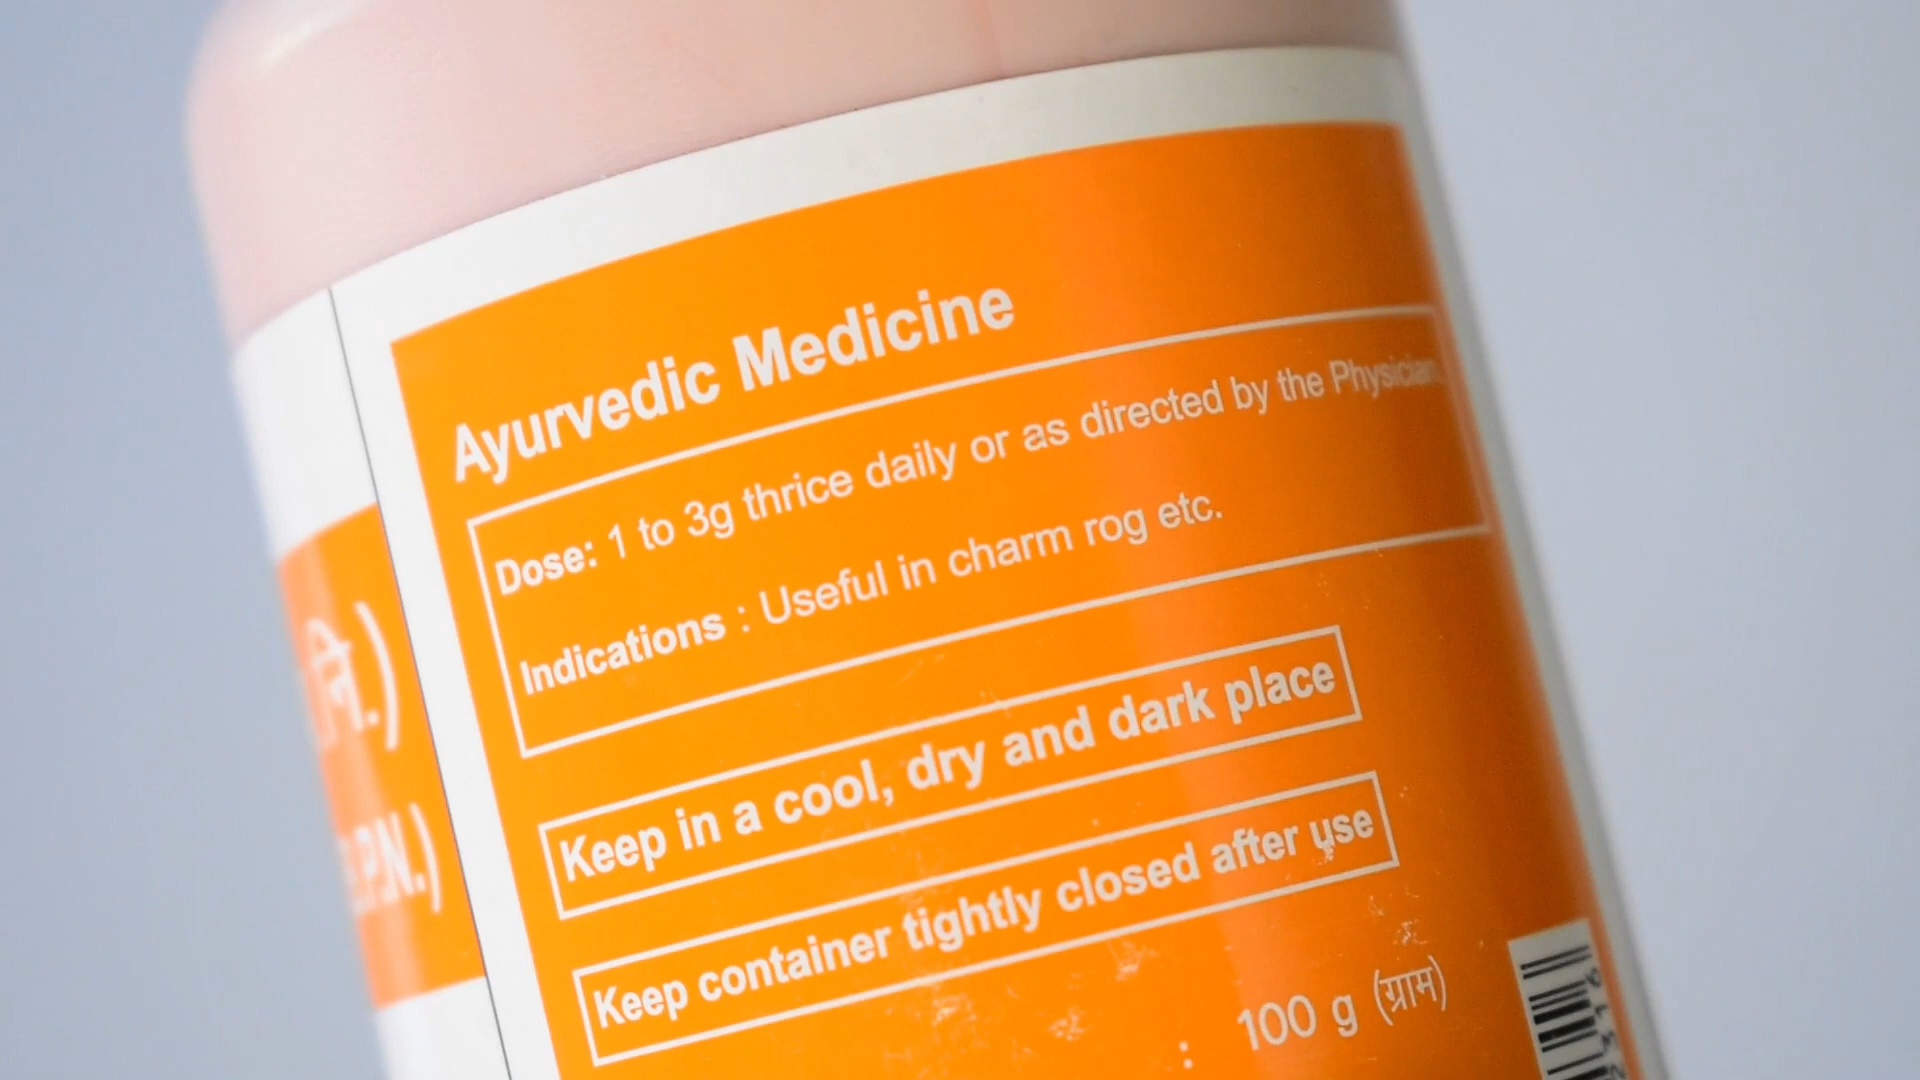 Ayurvedic Medicine
Dose: 1 to 3g thrice daily or as directed by the Physician.
Indications : Useful in charm rog etc.
Keep in a cool, dry and dark place
Keep container tightly closed after use
: 100 g (ग्राम)
नि.)
.P.N.)